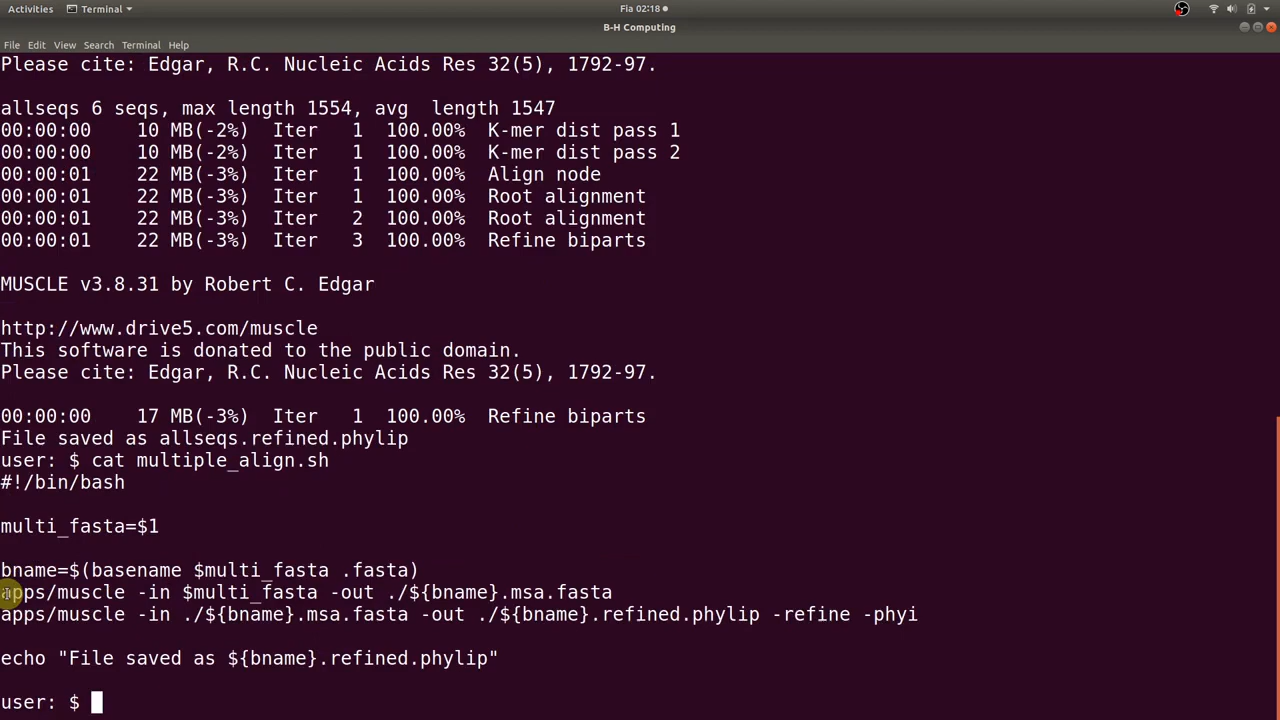 Activities Terminal Fia 02:18
B-H Computing
File Edit View Search Terminal Help
Please cite: Edgar, R.C. Nucleic Acids Res 32(5), 1792-97.
allseqs 6 seqs, max length 1554, avg  length 1547
00:00:00    10 MB(-2%)  Iter   1  100.00%  K-mer dist pass 1
00:00:00    10 MB(-2%)  Iter   1  100.00%  K-mer dist pass 2
00:00:01    22 MB(-3%)  Iter   1  100.00%  Align node
00:00:01    22 MB(-3%)  Iter   1  100.00%  Root alignment
00:00:01    22 MB(-3%)  Iter   2  100.00%  Root alignment
00:00:01    22 MB(-3%)  Iter   3  100.00%  Refine biparts
MUSCLE v3.8.31 by Robert C. Edgar
http://www.drive5.com/muscle
This software is donated to the public domain.
Please cite: Edgar, R.C. Nucleic Acids Res 32(5), 1792-97.
00:00:00    17 MB(-3%)  Iter   1  100.00%  Refine biparts
File saved as allseqs.refined.phylip
user: $ cat multiple_align.sh
#!/bin/bash
multi_fasta=$1
bname=$(basename $multi_fasta .fasta)
apps/muscle -in $multi_fasta -out ./${bname}.msa.fasta
apps/muscle -in ./${bname}.msa.fasta -out ./${bname}.refined.phylip -refine -phyi
echo "File saved as ${bname}.refined.phylip"
user: $